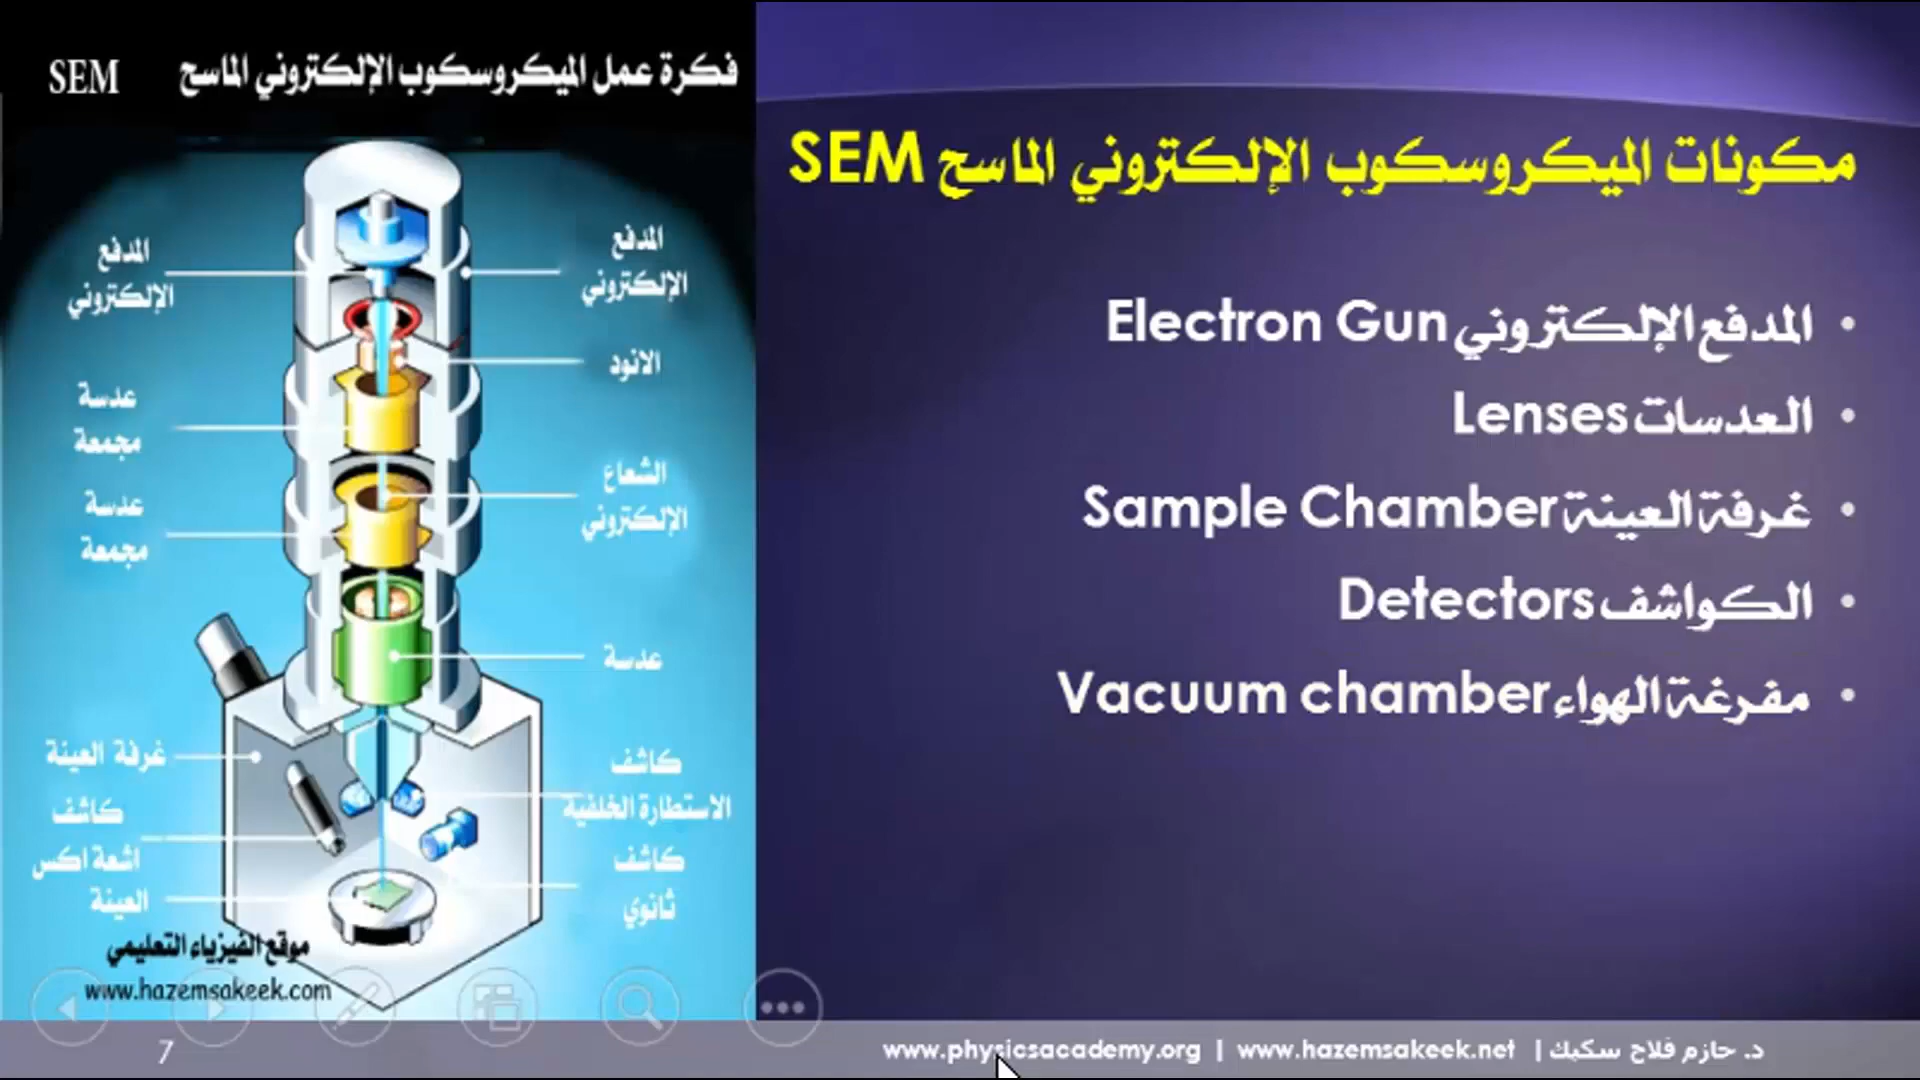 فكرة عمل الميكروسكوب الإلكتروني الماسح SEM
مكونات الميكروسكوب الإلكتروني الماسح SEM
• المدفع الإلكتروني Electron Gun
• العدسات Lenses
• غرفة العينة Sample Chamber
• الكواشف Detectors
• مفرغة الهواء Vacuum chamber
المدفع
الإلكتروني
الانود
الشعاع
الإلكتروني
عدسة
كاشف
الاستطارة الخلفية
كاشف
ثانوي
المدفع
الإلكتروني
عدسة
مجمعة
عدسة
مجمعة
غرفة العينة
كاشف
اشعة اكس
العينة
موقع الفيزياء التعليمي
www.hazemsakeek.com
د. حازم فلاح سكيك | www.hazemsakeek.net | www.physicsacademy.org
7